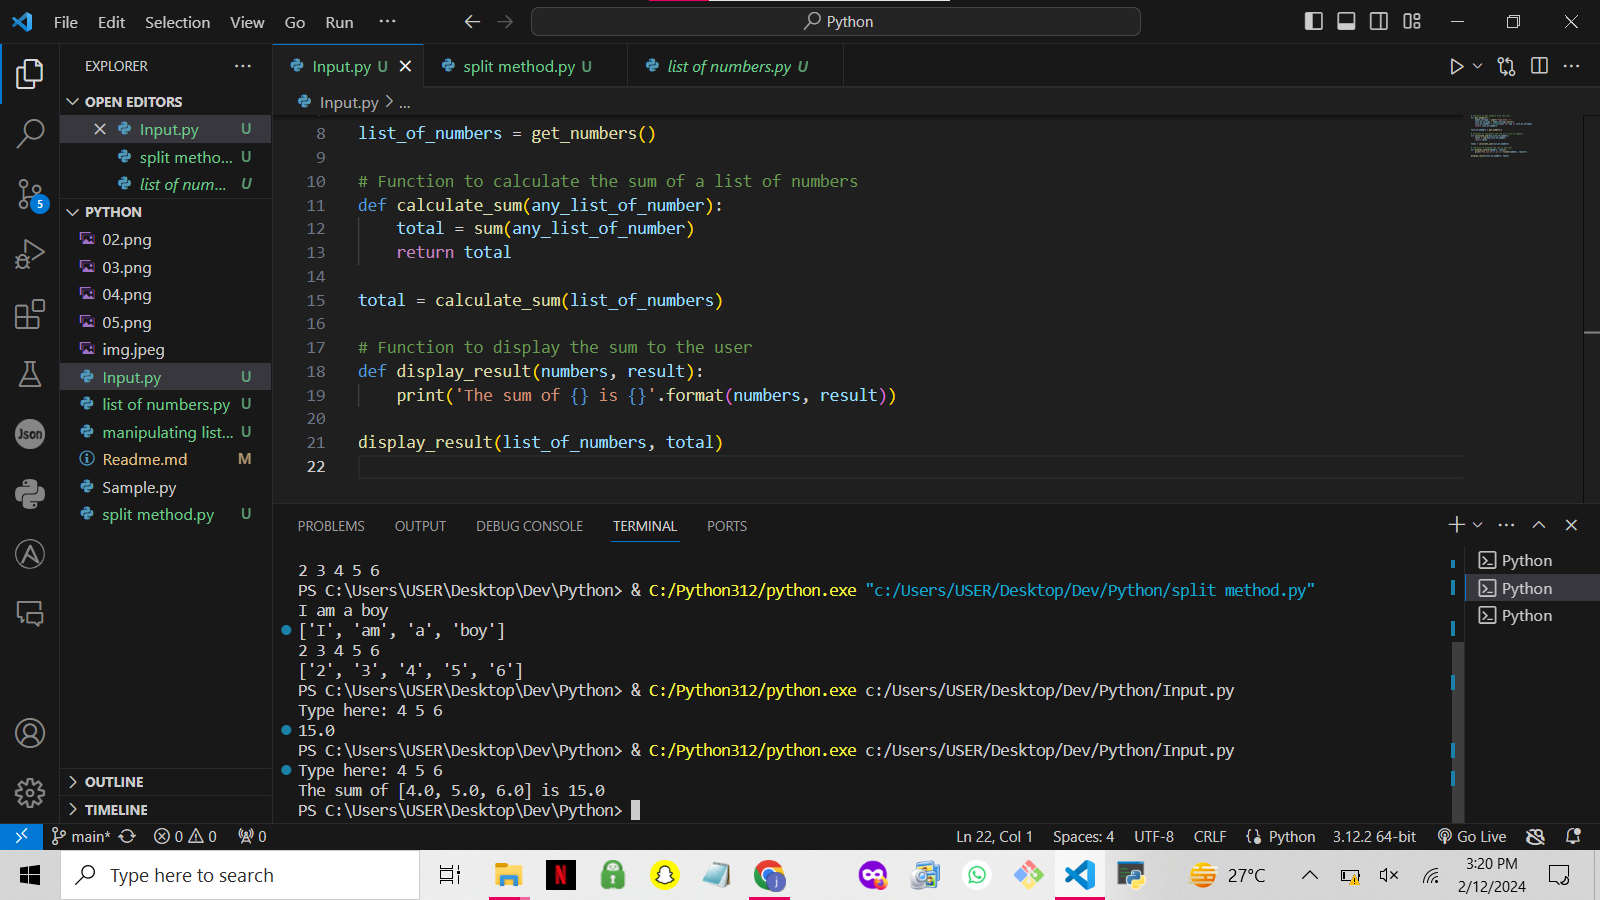 File Edit Selection View Go Run ...
Python
EXPLORER ...
OPEN EDITORS
Input.py U
split metho... U
list of num... U
PYTHON
02.png
03.png
04.png
05.png
img.jpeg
Input.py U
list of numbers.py U
manipulating list... U
Readme.md M
Sample.py
split method.py U
OUTLINE
TIMELINE
5
Json
Input.py U
split method.py U
list of numbers.py U
Input.py > ...
8 list_of_numbers = get_numbers()
9
10 # Function to calculate the sum of a list of numbers
11 def calculate_sum(any_list_of_number):
12 total = sum(any_list_of_number)
13 return total
14
15 total = calculate_sum(list_of_numbers)
16
17 # Function to display the sum to the user
18 def display_result(numbers, result):
19 print('The sum of {} is {}'.format(numbers, result))
20
21 display_result(list_of_numbers, total)
22
PROBLEMS OUTPUT DEBUG CONSOLE TERMINAL PORTS
2 3 4 5 6
PS C:\Users\USER\Desktop\Dev\Python> & C:/Python312/python.exe "c:/Users/USER/Desktop/Dev/Python/split method.py"
I am a boy
['I', 'am', 'a', 'boy']
2 3 4 5 6
['2', '3', '4', '5', '6']
PS C:\Users\USER\Desktop\Dev\Python> & C:/Python312/python.exe c:/Users/USER/Desktop/Dev/Python/Input.py
Type here: 4 5 6
15.0
PS C:\Users\USER\Desktop\Dev\Python> & C:/Python312/python.exe c:/Users/USER/Desktop/Dev/Python/Input.py
Type here: 4 5 6
The sum of [4.0, 5.0, 6.0] is 15.0
PS C:\Users\USER\Desktop\Dev\Python>
Python
Python
Python
main* 0 0 0
Ln 22, Col 1 Spaces: 4 UTF-8 CRLF Python 3.12.2 64-bit Go Live
Type here to search
27°C
3:20 PM
2/12/2024